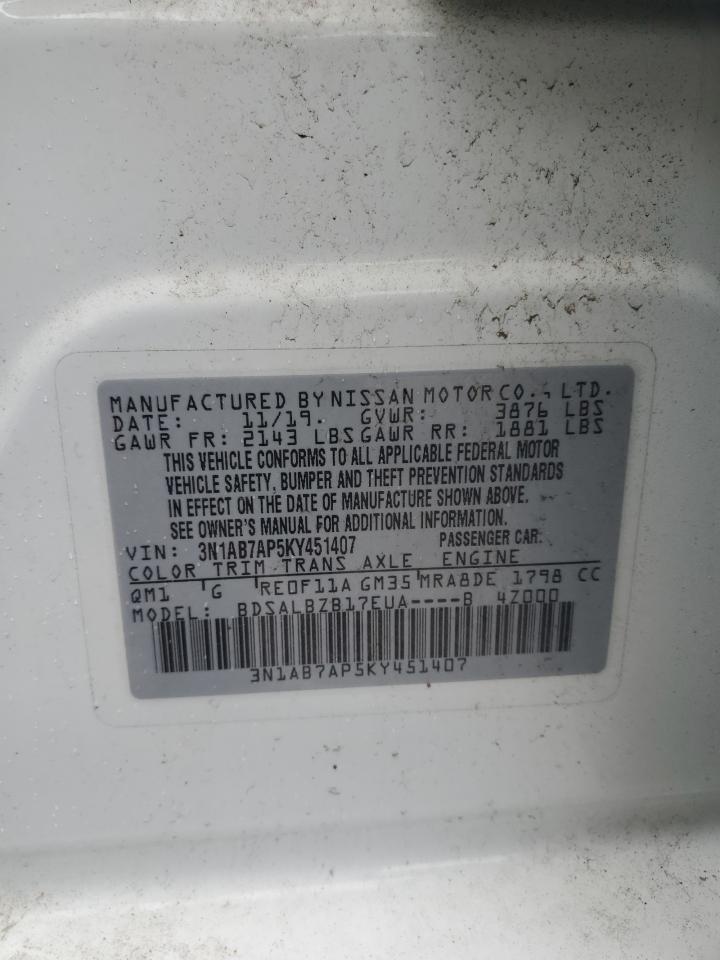 MANUFACTURED BY NISSAN MOTOR CO., LTD.
DATE: 11/19. GVWR: 3876 LBS
GAWR FR: 2143 LBS GAWR RR: 1881 LBS
THIS VEHICLE CONFORMS TO ALL APPLICABLE FEDERAL MOTOR
VEHICLE SAFETY, BUMPER AND THEFT PREVENTION STANDARDS
IN EFFECT ON THE DATE OF MANUFACTURE SHOWN ABOVE.
SEE OWNER'S MANUAL FOR ADDITIONAL INFORMATION.
VIN: 3N1AB7AP5KY451407 PASSENGER CAR.
COLOR TRIM TRANS AXLE ENGINE
QM1 G RE0F11A GM35 MRA8DE 1798 CC
MODEL: BDSALBZB17EUA----B 4Z000
3N1AB7AP5KY451407